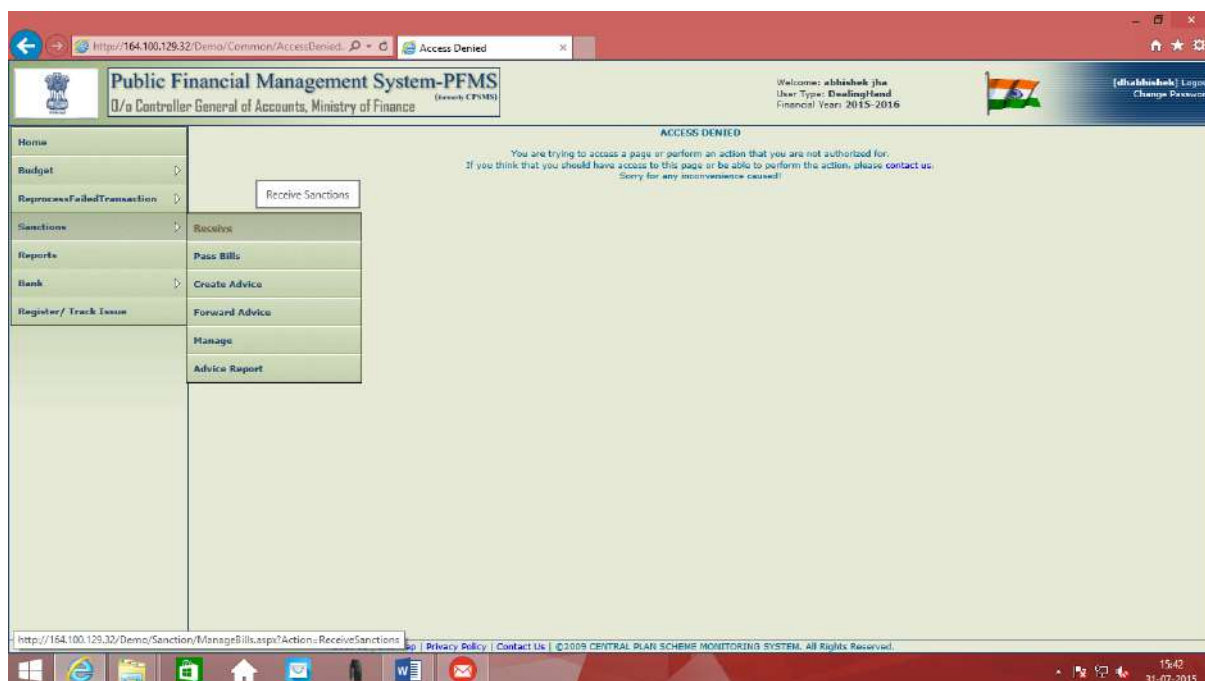 http://164.100.129.32/Demo/Common/AccessDenied.
Access Denied
Public Financial Management System-PFMS
(formerly CPSMS)
O/o Controller General of Accounts, Ministry of Finance
Welcome: abhishek jha
User Type: DealingHand
Financial Year: 2015-2016
[dhabhishek] Logou
Change Passwor
Home
Budget
ReprocessFailedTransaction
Sanctions
Reports
Bank
Register/ Track Issue
ACCESS DENIED
You are trying to access a page or perform an action that you are not authorized for.
If you think that you should have access to this page or be able to perform the action, please contact us.
Sorry for any inconvenience caused!
Receive Sanctions
Receive
Pass Bills
Create Advice
Forward Advice
Manage
Advice Report
http://164.100.129.32/Demo/Sanction/ManageBills.aspx?Action=ReceiveSanctions
| Privacy Policy | Contact Us | ©2009 CENTRAL PLAN SCHEME MONITORING SYSTEM. All Rights Reserved.
15:42
31-07-2015